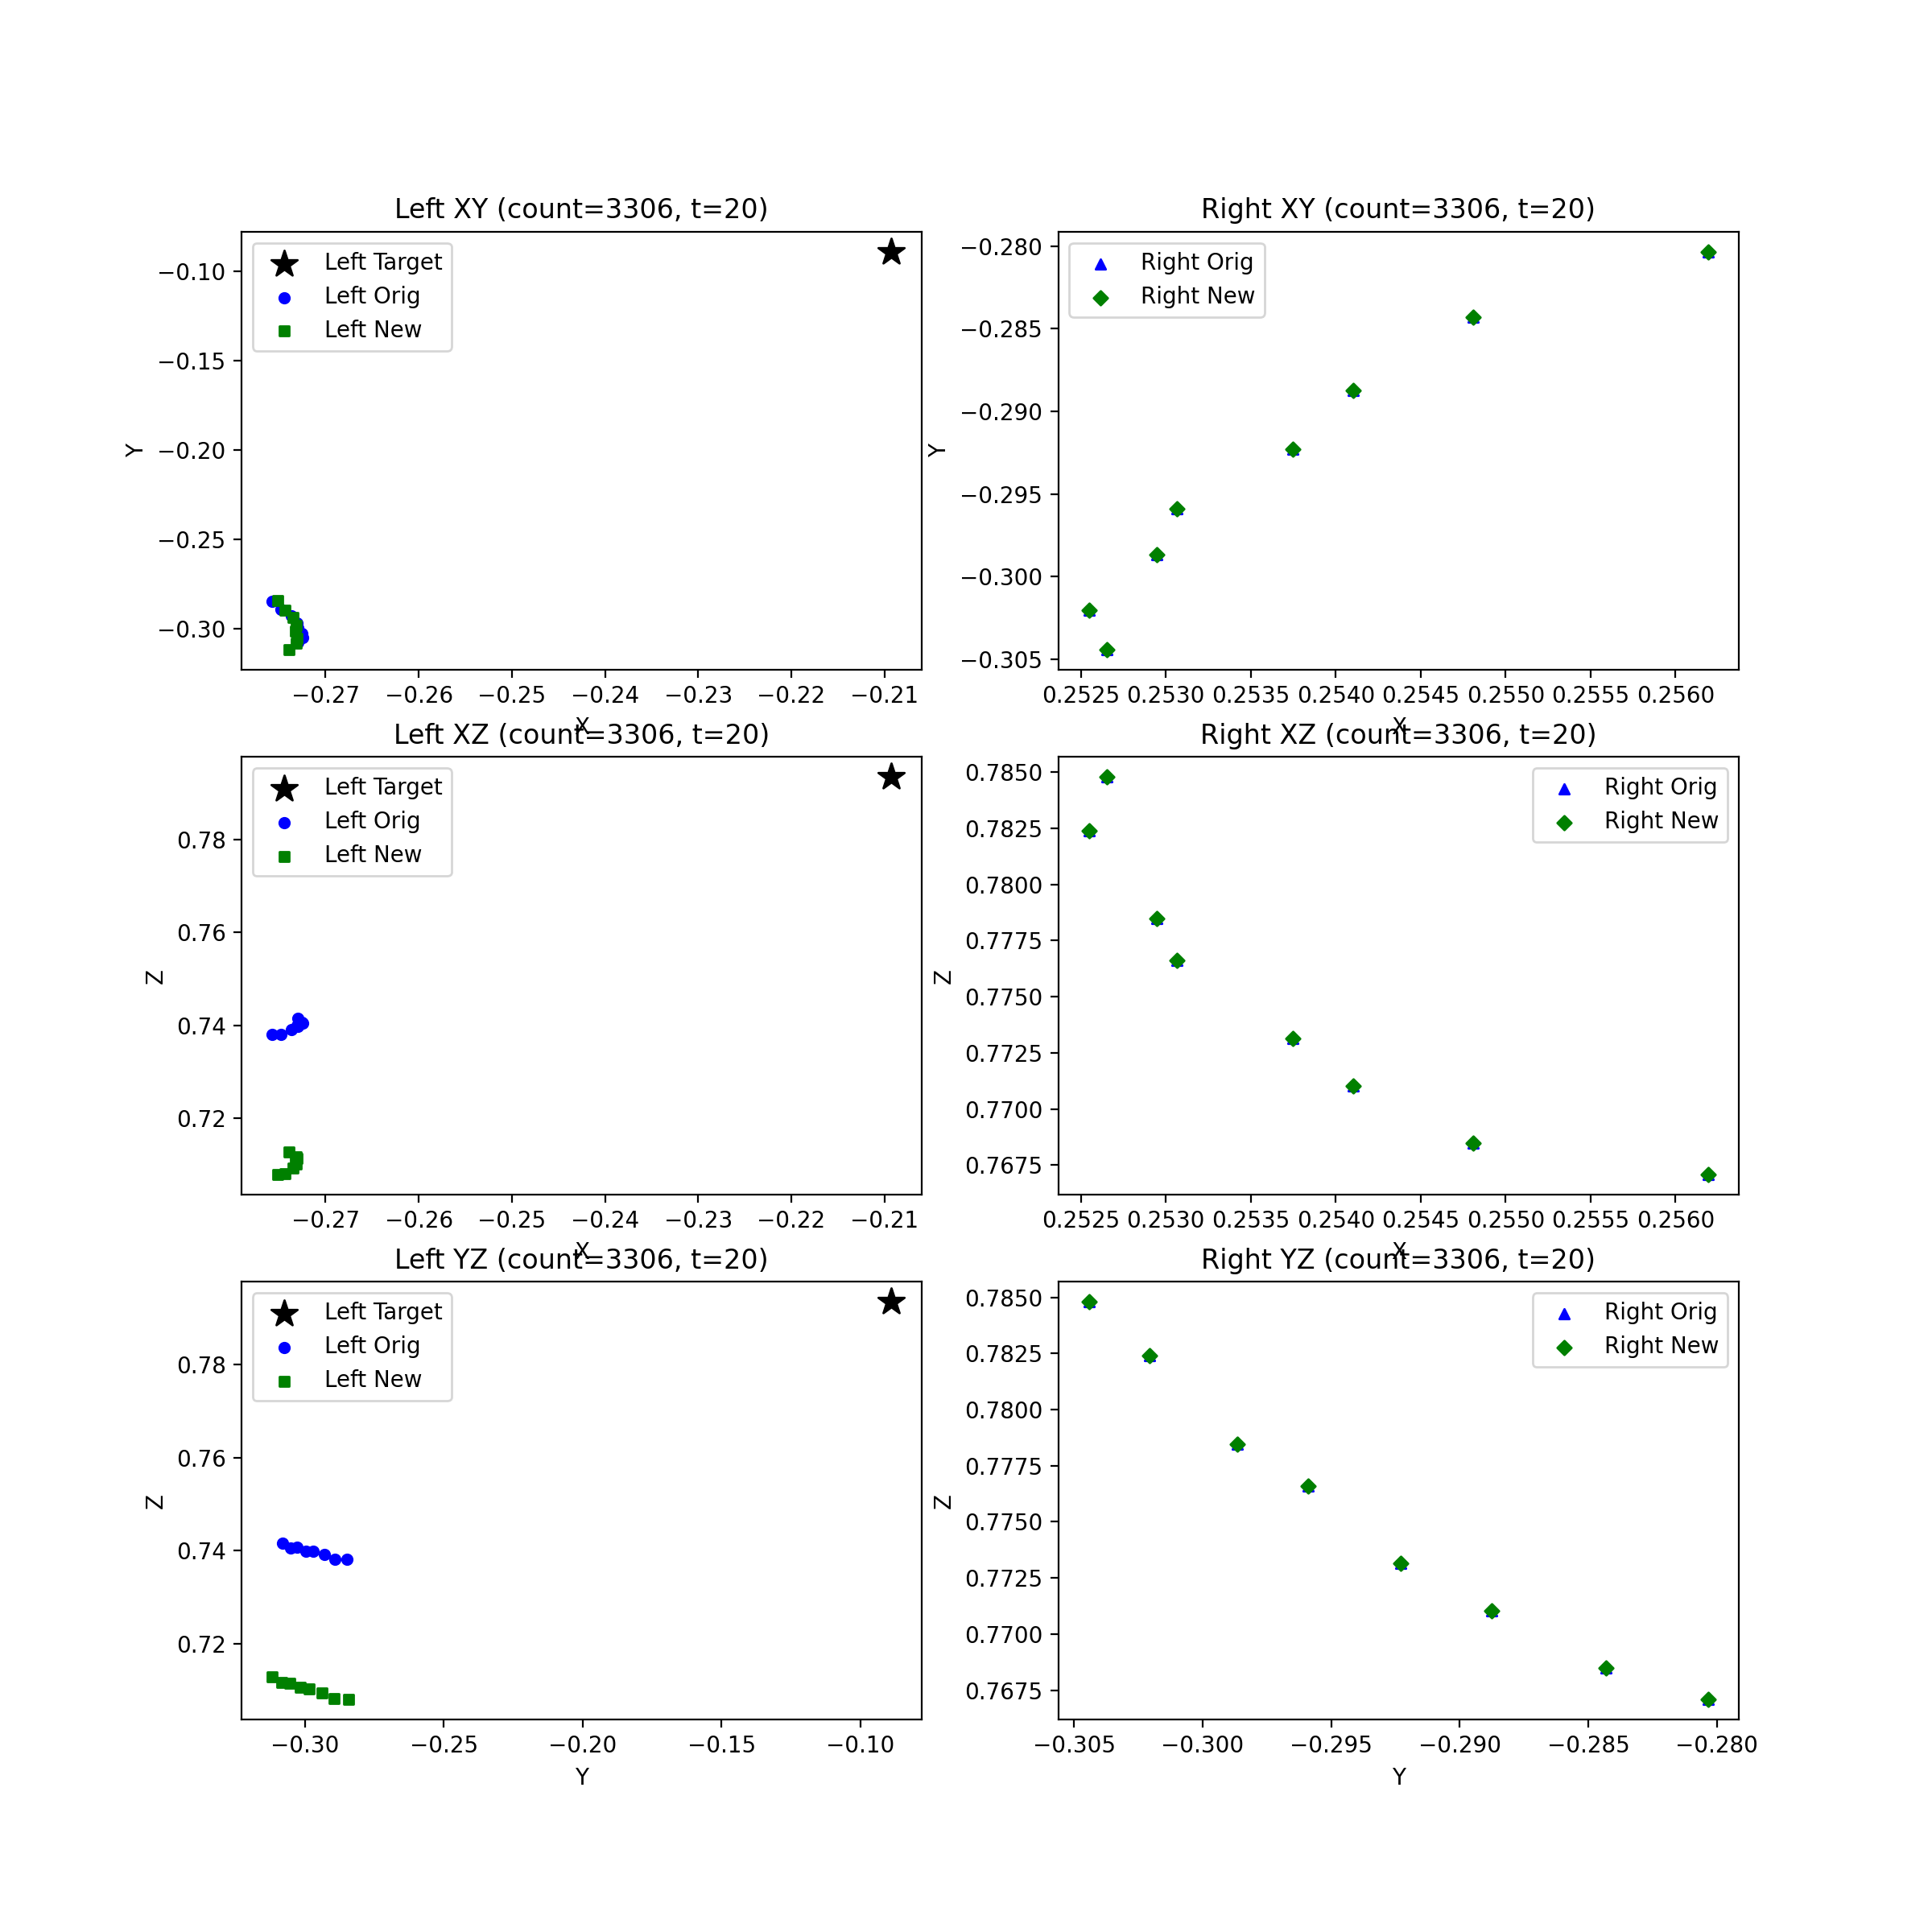 Left XY (count=3306, t=20)
Left Target
Left Orig
Left New
−0.10
−0.15
−0.20
−0.25
−0.30
Y
−0.27 −0.26 −0.25 −0.24 −0.23 −0.22 −0.21
X
Right XY (count=3306, t=20)
Right Orig
Right New
−0.280
−0.285
−0.290
−0.295
−0.300
−0.305
Y
0.2525 0.2530 0.2535 0.2540 0.2545 0.2550 0.2555 0.2560
X
Left XZ (count=3306, t=20)
Left Target
Left Orig
Left New
0.78
0.76
0.74
0.72
Z
−0.27 −0.26 −0.25 −0.24 −0.23 −0.22 −0.21
X
Right XZ (count=3306, t=20)
Right Orig
Right New
0.7850
0.7825
0.7800
0.7775
0.7750
0.7725
0.7700
0.7675
Z
0.2525 0.2530 0.2535 0.2540 0.2545 0.2550 0.2555 0.2560
X
Left YZ (count=3306, t=20)
Left Target
Left Orig
Left New
0.78
0.76
0.74
0.72
Z
−0.30 −0.25 −0.20 −0.15 −0.10
Y
Right YZ (count=3306, t=20)
Right Orig
Right New
0.7850
0.7825
0.7800
0.7775
0.7750
0.7725
0.7700
0.7675
Z
−0.305 −0.300 −0.295 −0.290 −0.285 −0.280
Y